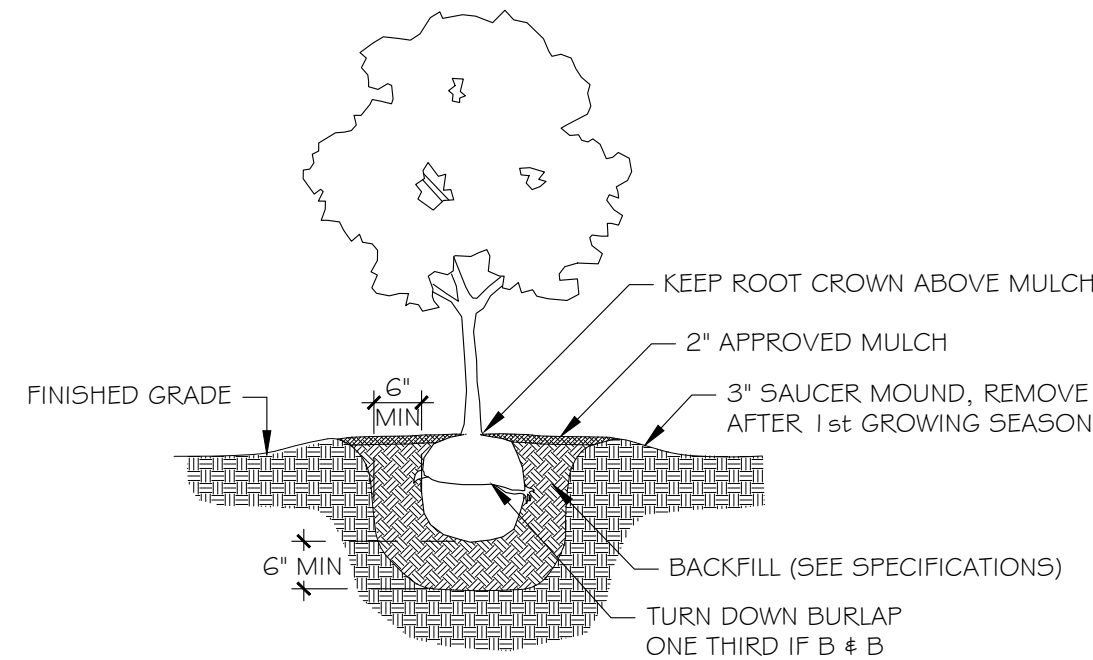 KEEP ROOT CROWN ABOVE MULCH
2" APPROVED MULCH
FINISHED GRADE
6"
MIN
3" SAUCER MOUND, REMOVE
AFTER 1st GROWING SEASON
6" MIN
BACKFILL (SEE SPECIFICATIONS)
TURN DOWN BURLAP
ONE THIRD IF B & B